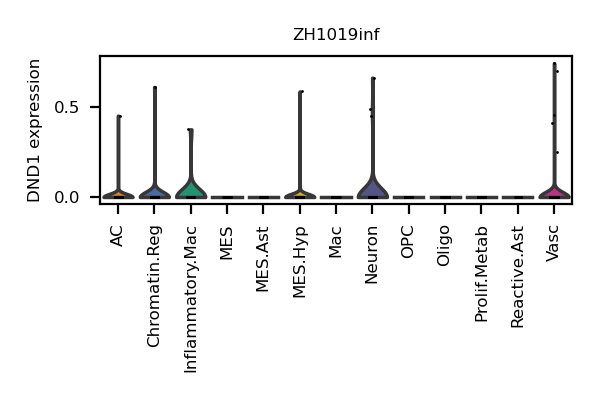 ZH1019inf
DND1 expression
0.5
0.0
AC
Chromatin.Reg
Inflammatory.Mac
MES
MES.Ast
MES.Hyp
Mac
Neuron
OPC
Oligo
Prolif.Metab
Reactive.Ast
Vasc